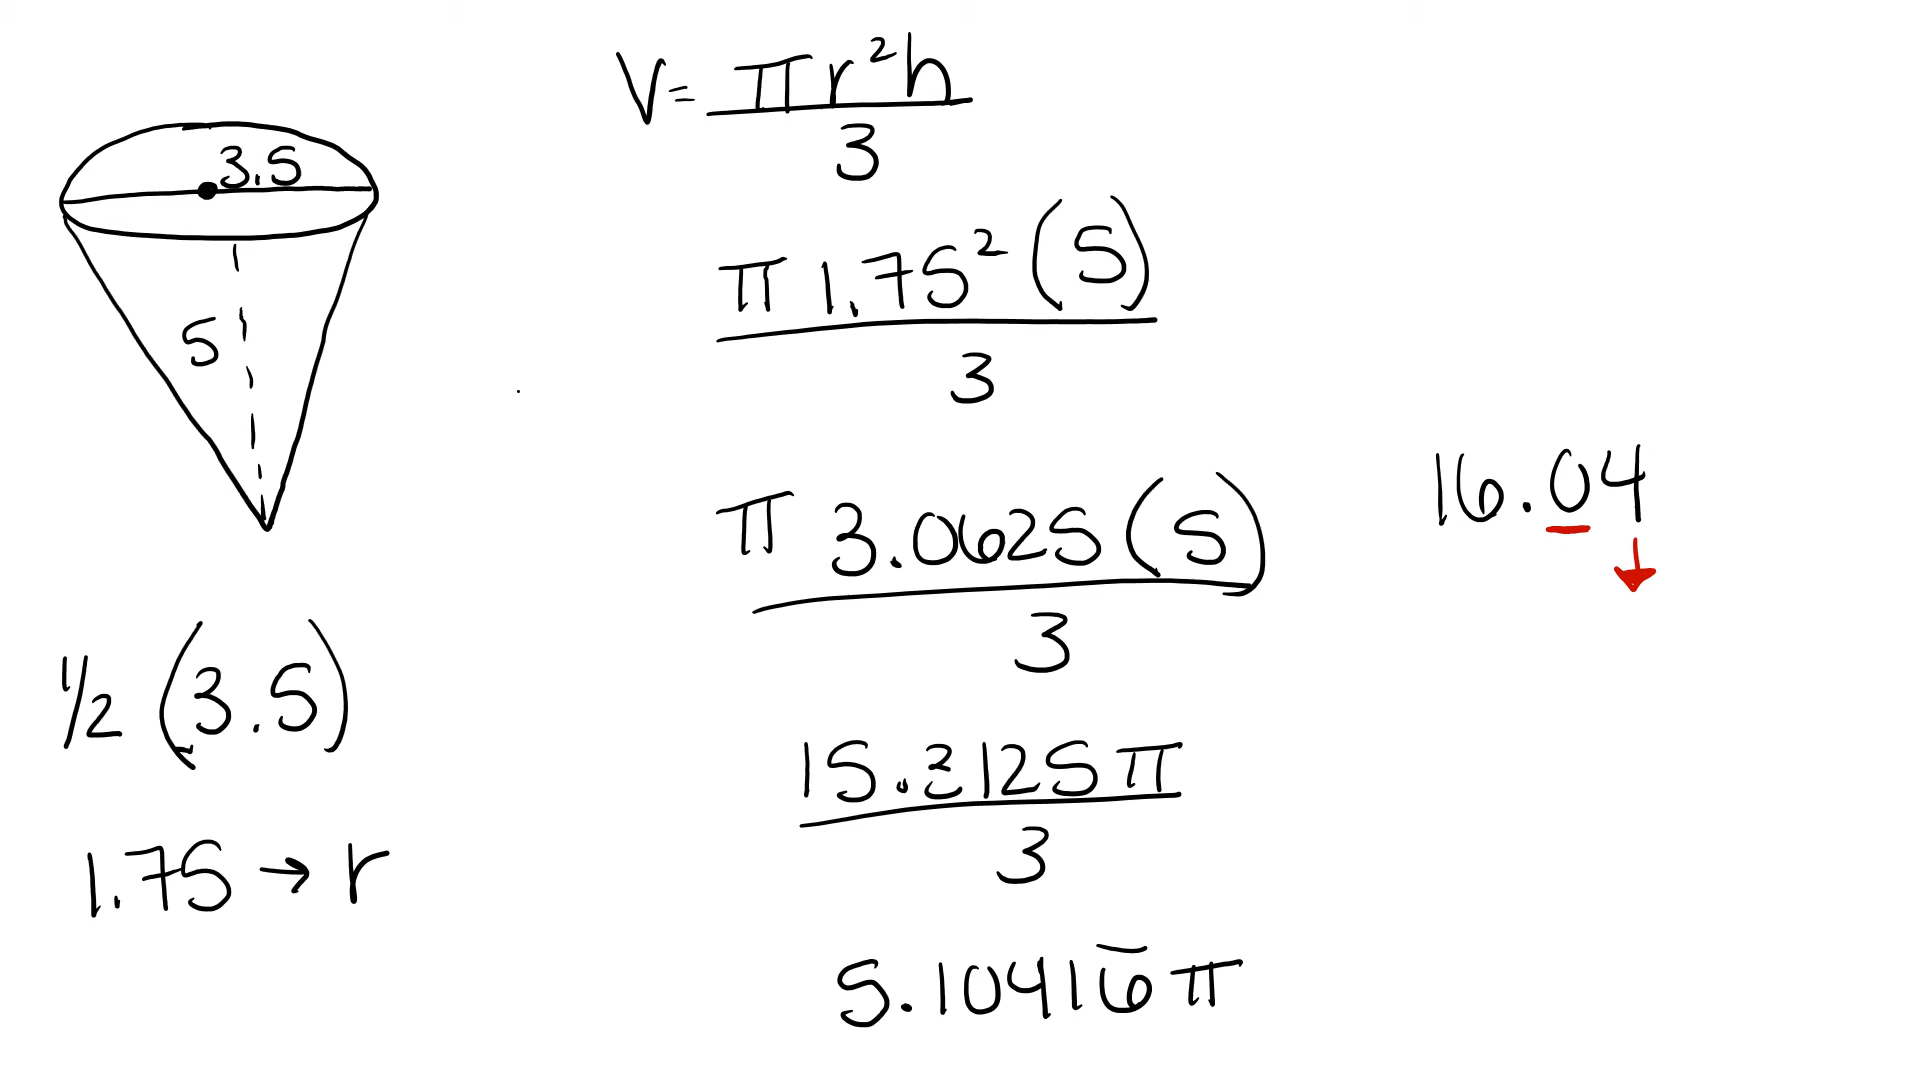 3.5
5
½ (3.5)
1.75 → r
V = πr²h
3
π 1.75² (5)
3
π 3.0625 (5)
3
15.3125π
3
5.10416̅π
16.04